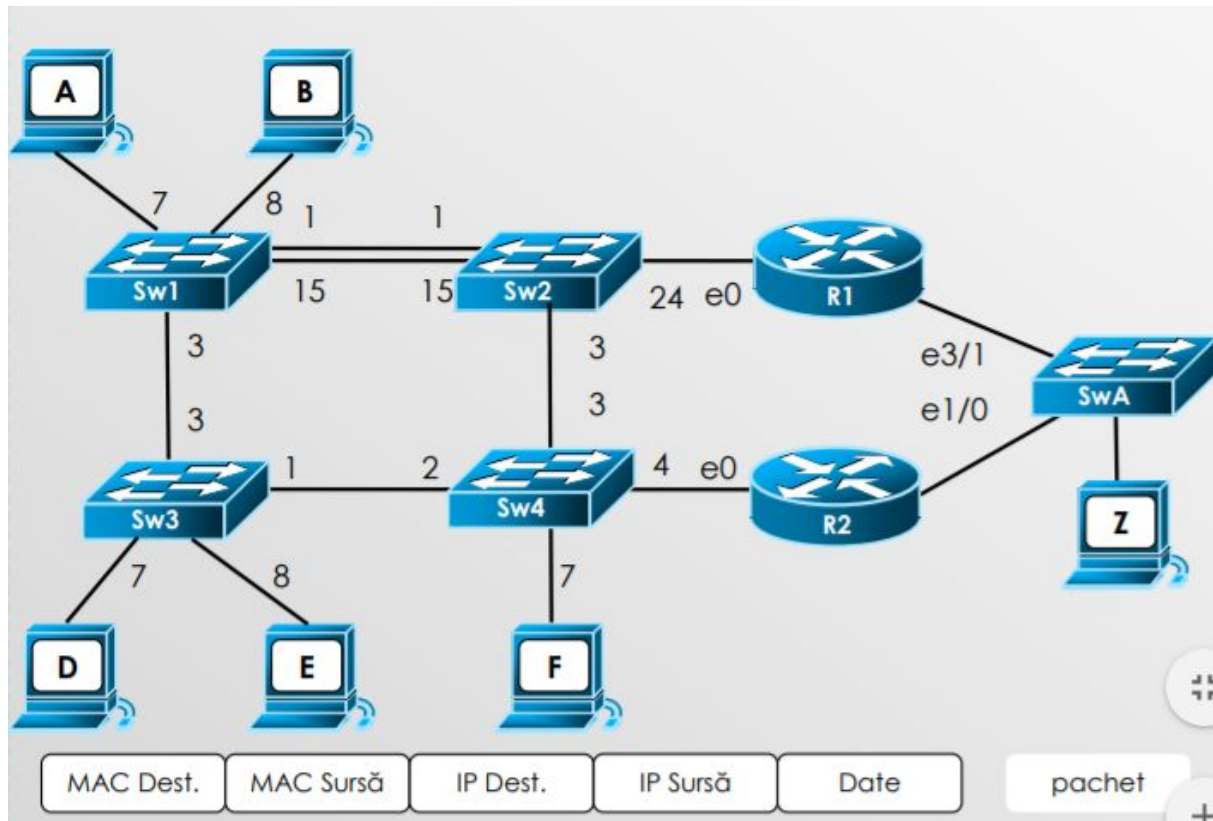 A
B
7
8
1
1
Sw1
15
15
Sw2
24
e0
R1
3
3
e3/1
SwA
e1/0
3
3
1
2
4
e0
Sw3
Sw4
R2
Z
7
8
7
D
E
F
MAC Dest.
MAC Sursă
IP Dest.
IP Sursă
Date
pachet